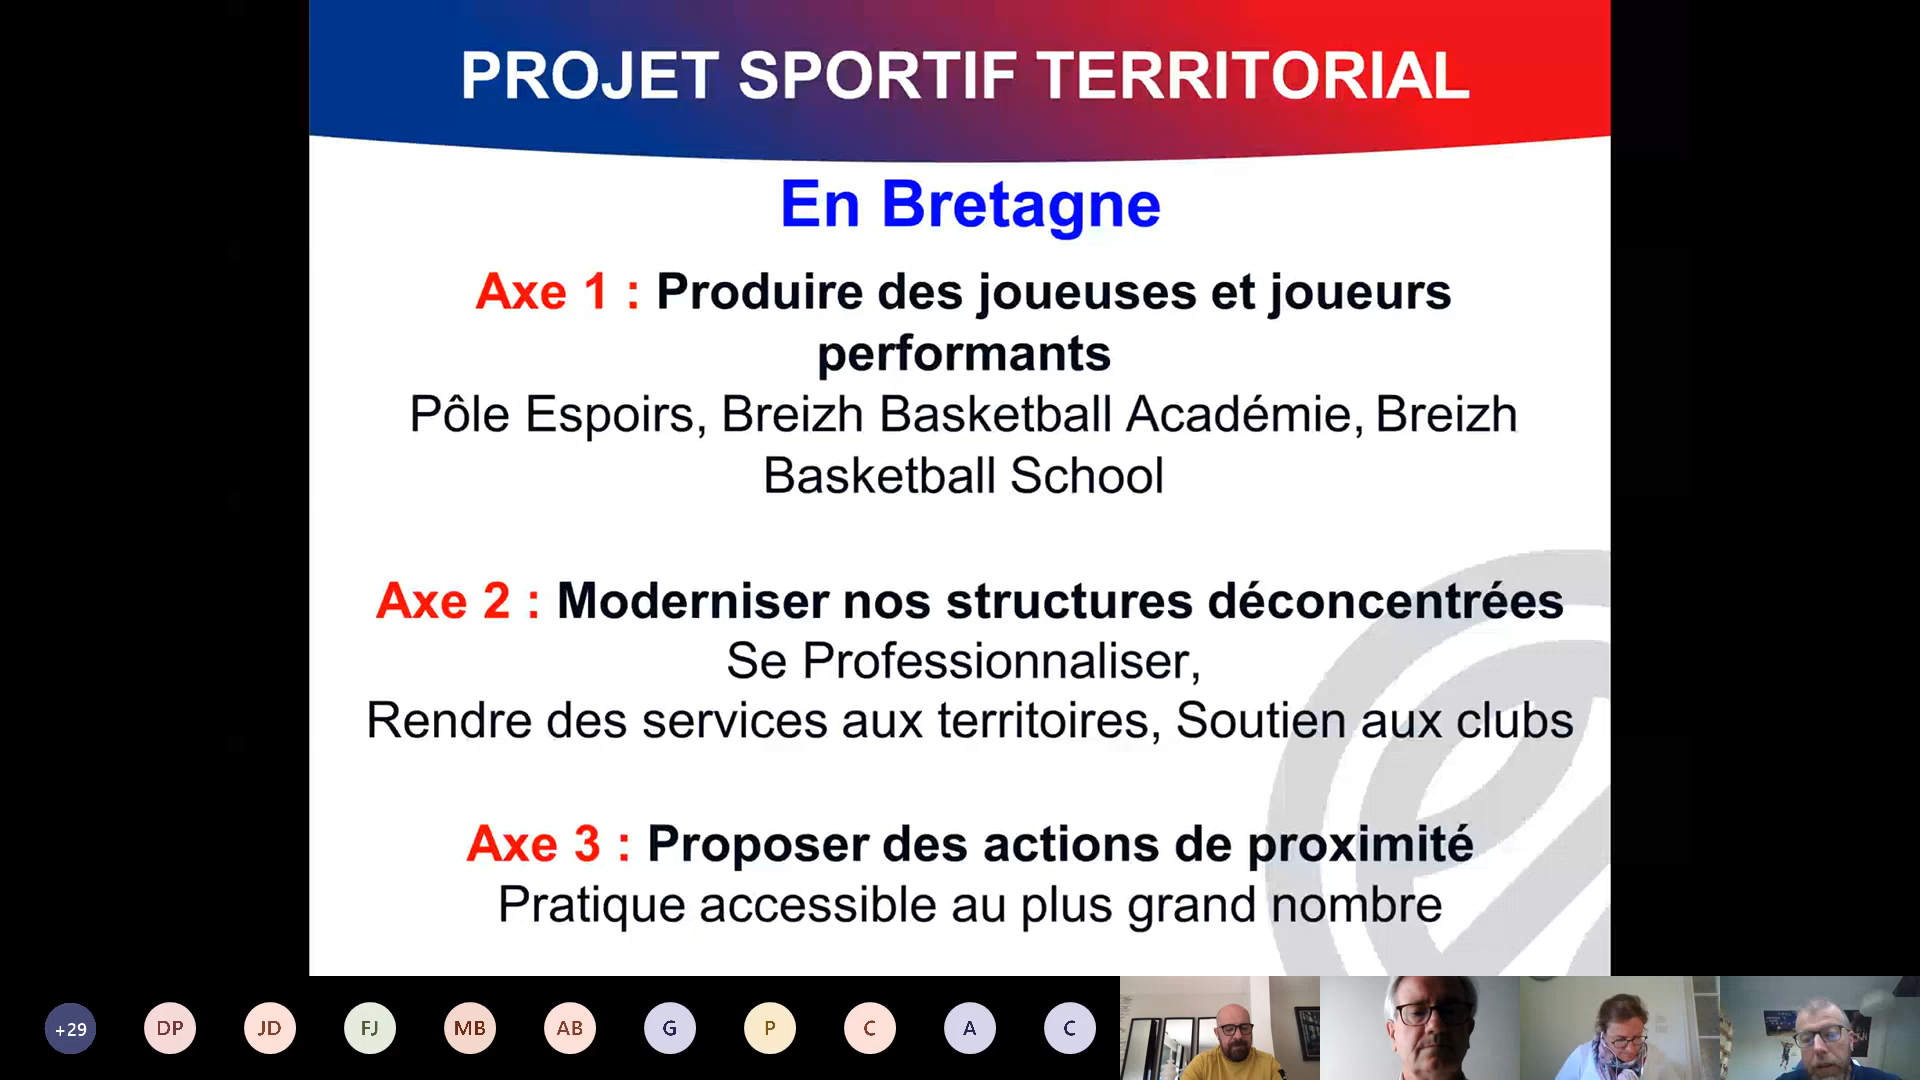 PROJET SPORTIF TERRITORIAL
En Bretagne
Axe 1 : Produire des joueuses et joueurs
performants
Pôle Espoirs, Breizh Basketball Académie, Breizh
Basketball School
Axe 2 : Moderniser nos structures déconcentrées
Se Professionnaliser,
Rendre des services aux territoires, Soutien aux clubs
Axe 3 : Proposer des actions de proximité
Pratique accessible au plus grand nombre
+29 DP JD FJ MB AB G P C A C